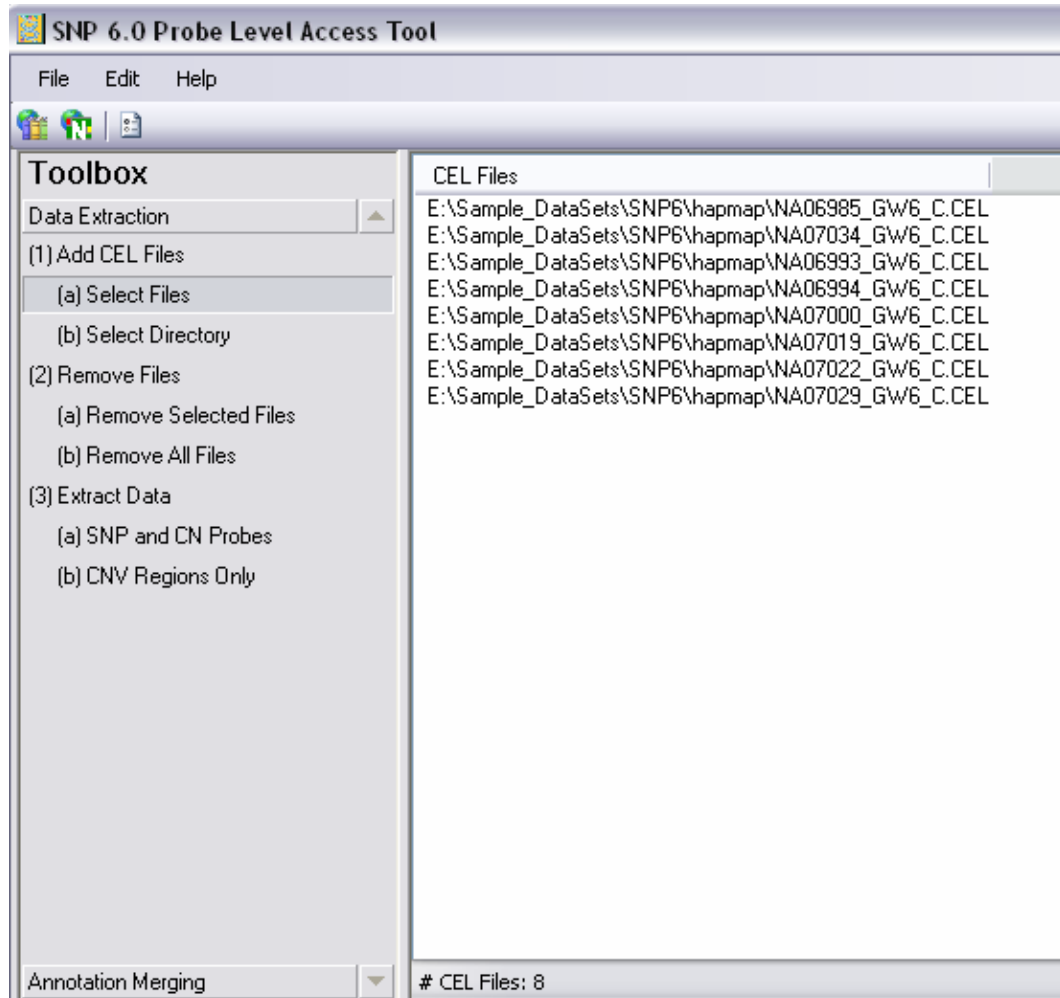 SNP 6.0 Probe Level Access Tool
File Edit Help
N
Toolbox
Data Extraction
(1) Add CEL Files
(a) Select Files
(b) Select Directory
(2) Remove Files
(a) Remove Selected Files
(b) Remove All Files
(3) Extract Data
(a) SNP and CN Probes
(b) CNV Regions Only
Annotation Merging
CEL Files
E:\Sample_DataSets\SNP6\hapmap\NA06985_GW6_C.CEL
E:\Sample_DataSets\SNP6\hapmap\NA07034_GW6_C.CEL
E:\Sample_DataSets\SNP6\hapmap\NA06993_GW6_C.CEL
E:\Sample_DataSets\SNP6\hapmap\NA06994_GW6_C.CEL
E:\Sample_DataSets\SNP6\hapmap\NA07000_GW6_C.CEL
E:\Sample_DataSets\SNP6\hapmap\NA07019_GW6_C.CEL
E:\Sample_DataSets\SNP6\hapmap\NA07022_GW6_C.CEL
E:\Sample_DataSets\SNP6\hapmap\NA07029_GW6_C.CEL
# CEL Files: 8